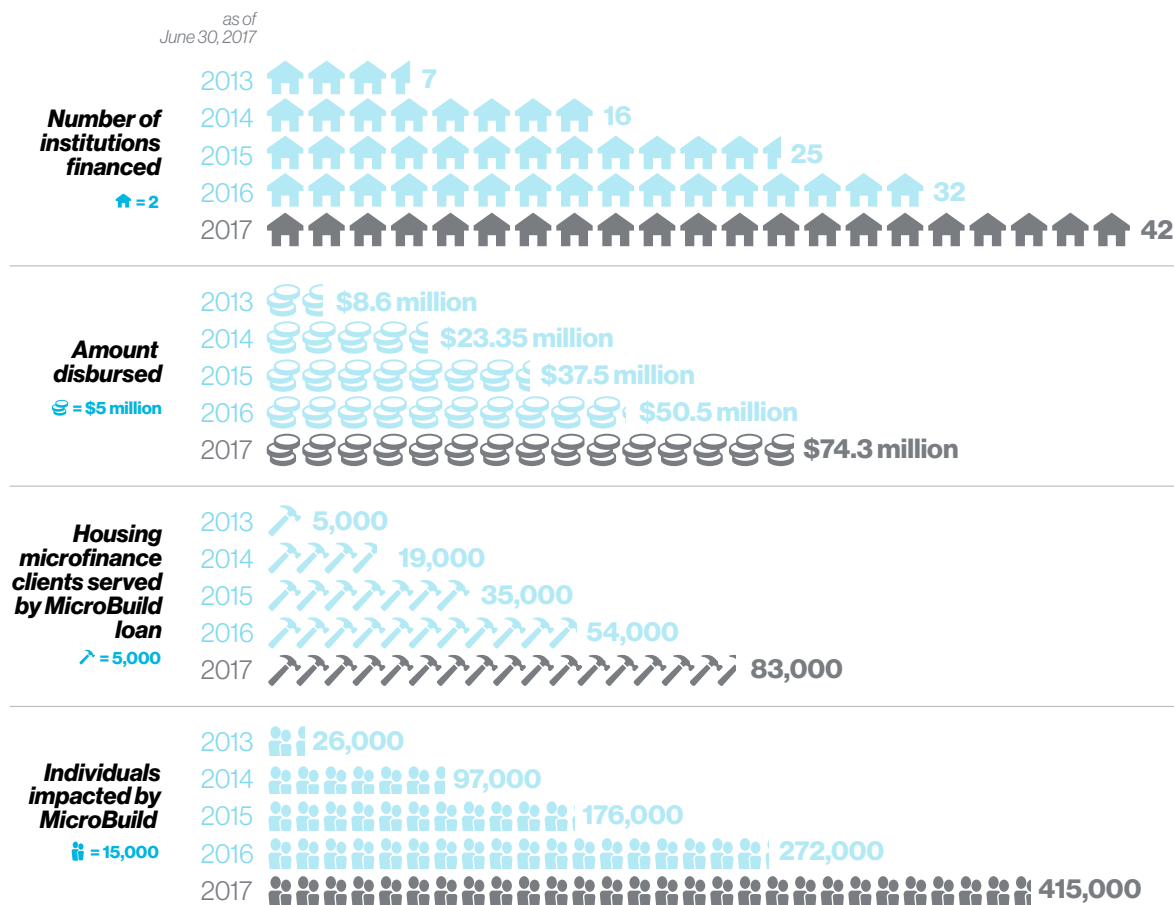 as of
June 30, 2017
Number of
institutions
financed
= 2
2013 7
2014 16
2015 25
2016 32
2017 42
Amount
disbursed
= $5 million
2013 $8.6 million
2014 $23.35 million
2015 $37.5 million
2016 $50.5 million
2017 $74.3 million
Housing
microfinance
clients served
by MicroBuild
loan
= 5,000
2013 5,000
2014 19,000
2015 35,000
2016 54,000
2017 83,000
Individuals
impacted by
MicroBuild
= 15,000
2013 26,000
2014 97,000
2015 176,000
2016 272,000
2017 415,000